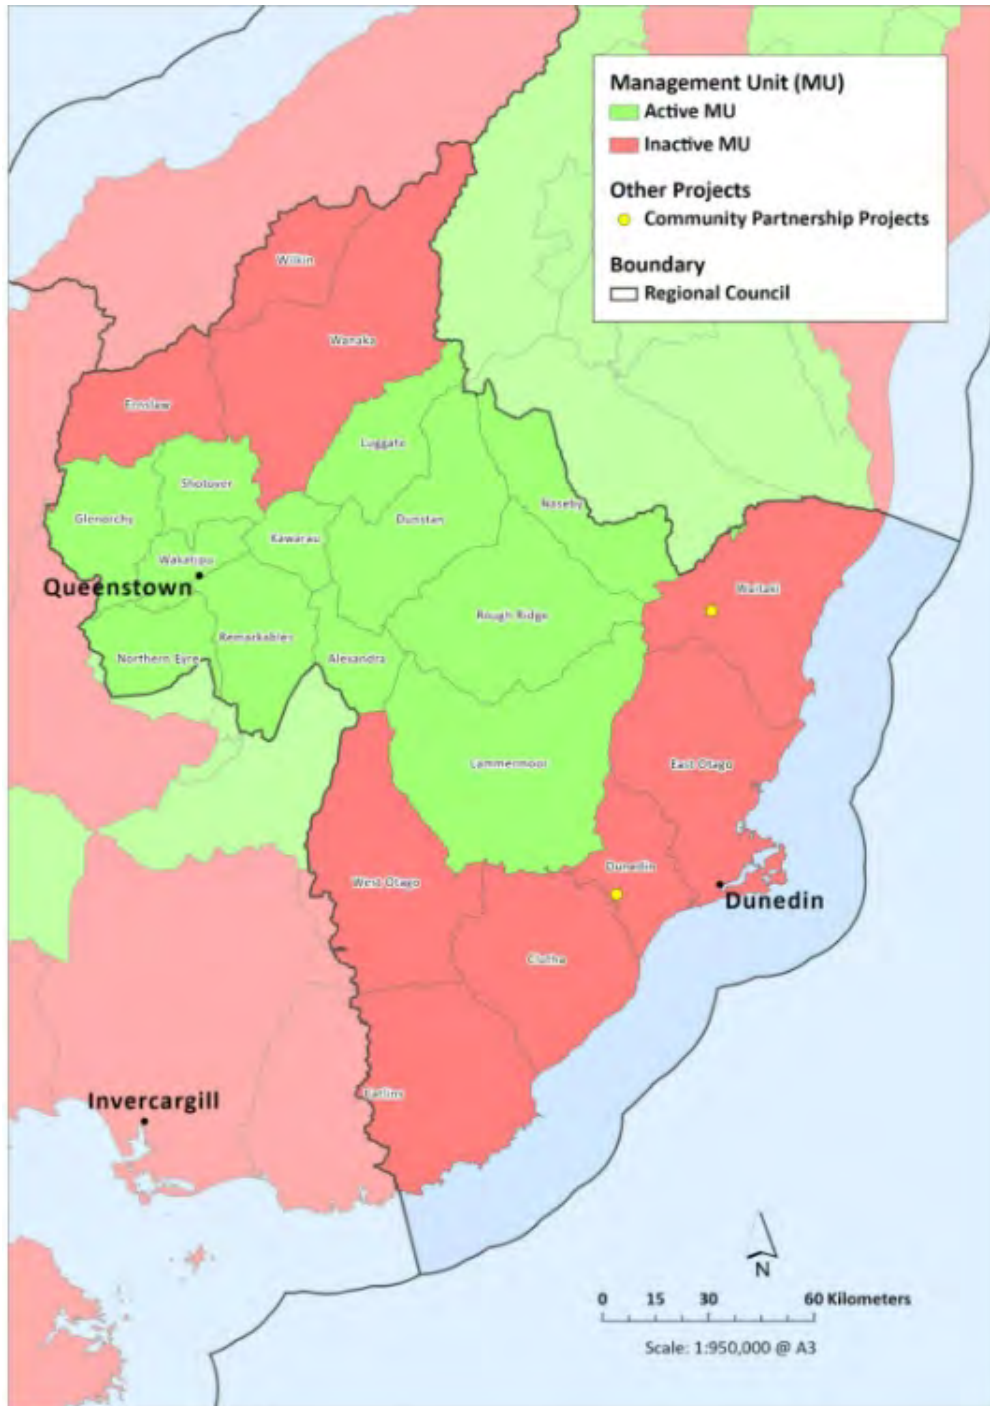 Management Unit (MU)
Active MU
Inactive MU
Other Projects
Community Partnership Projects
Boundary
Regional Council
Wilkin
Wanaka
Ernslaw
Luggate
Shotover
Glenorchy
Dunstan
Naseby
Kawarau
Wakatipu
Queenstown
Waitaki
Rough Ridge
Remarkables
Northern Eyre
Alexandra
Lammermoor
East Otago
Dunedin
West Otago
Dunedin
Clutha
Catlins
Invercargill
N
0 15 30 60 Kilometers
Scale: 1:950,000 @ A3